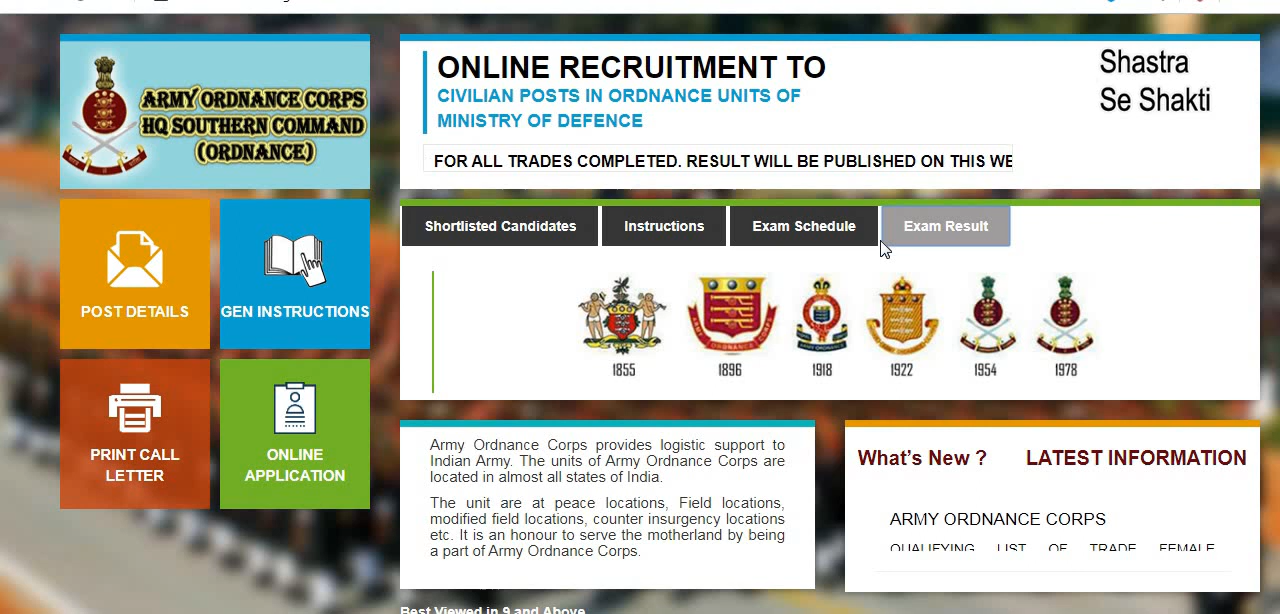 ARMY ORDNANCE CORPS
HQ SOUTHERN COMMAND
(ORDNANCE)
ONLINE RECRUITMENT TO
CIVILIAN POSTS IN ORDNANCE UNITS OF
MINISTRY OF DEFENCE
Shastra
Se Shakti
FOR ALL TRADES COMPLETED. RESULT WILL BE PUBLISHED ON THIS WE
Shortlisted Candidates
Instructions
Exam Schedule
Exam Result
POST DETAILS
GEN INSTRUCTIONS
PRINT CALL
LETTER
ONLINE
APPLICATION
1855
1896
1918
1922
1954
1978
Army Ordnance Corps provides logistic support to
Indian Army. The units of Army Ordnance Corps are
located in almost all states of India.
The unit are at peace locations, Field locations,
modified field locations, counter insurgency locations
etc. It is an honour to serve the motherland by being
a part of Army Ordnance Corps.
What's New ?
LATEST INFORMATION
ARMY ORDNANCE CORPS
QUALIFYING LIST OF TRADE FEMALE
Best Viewed in 9 and Above